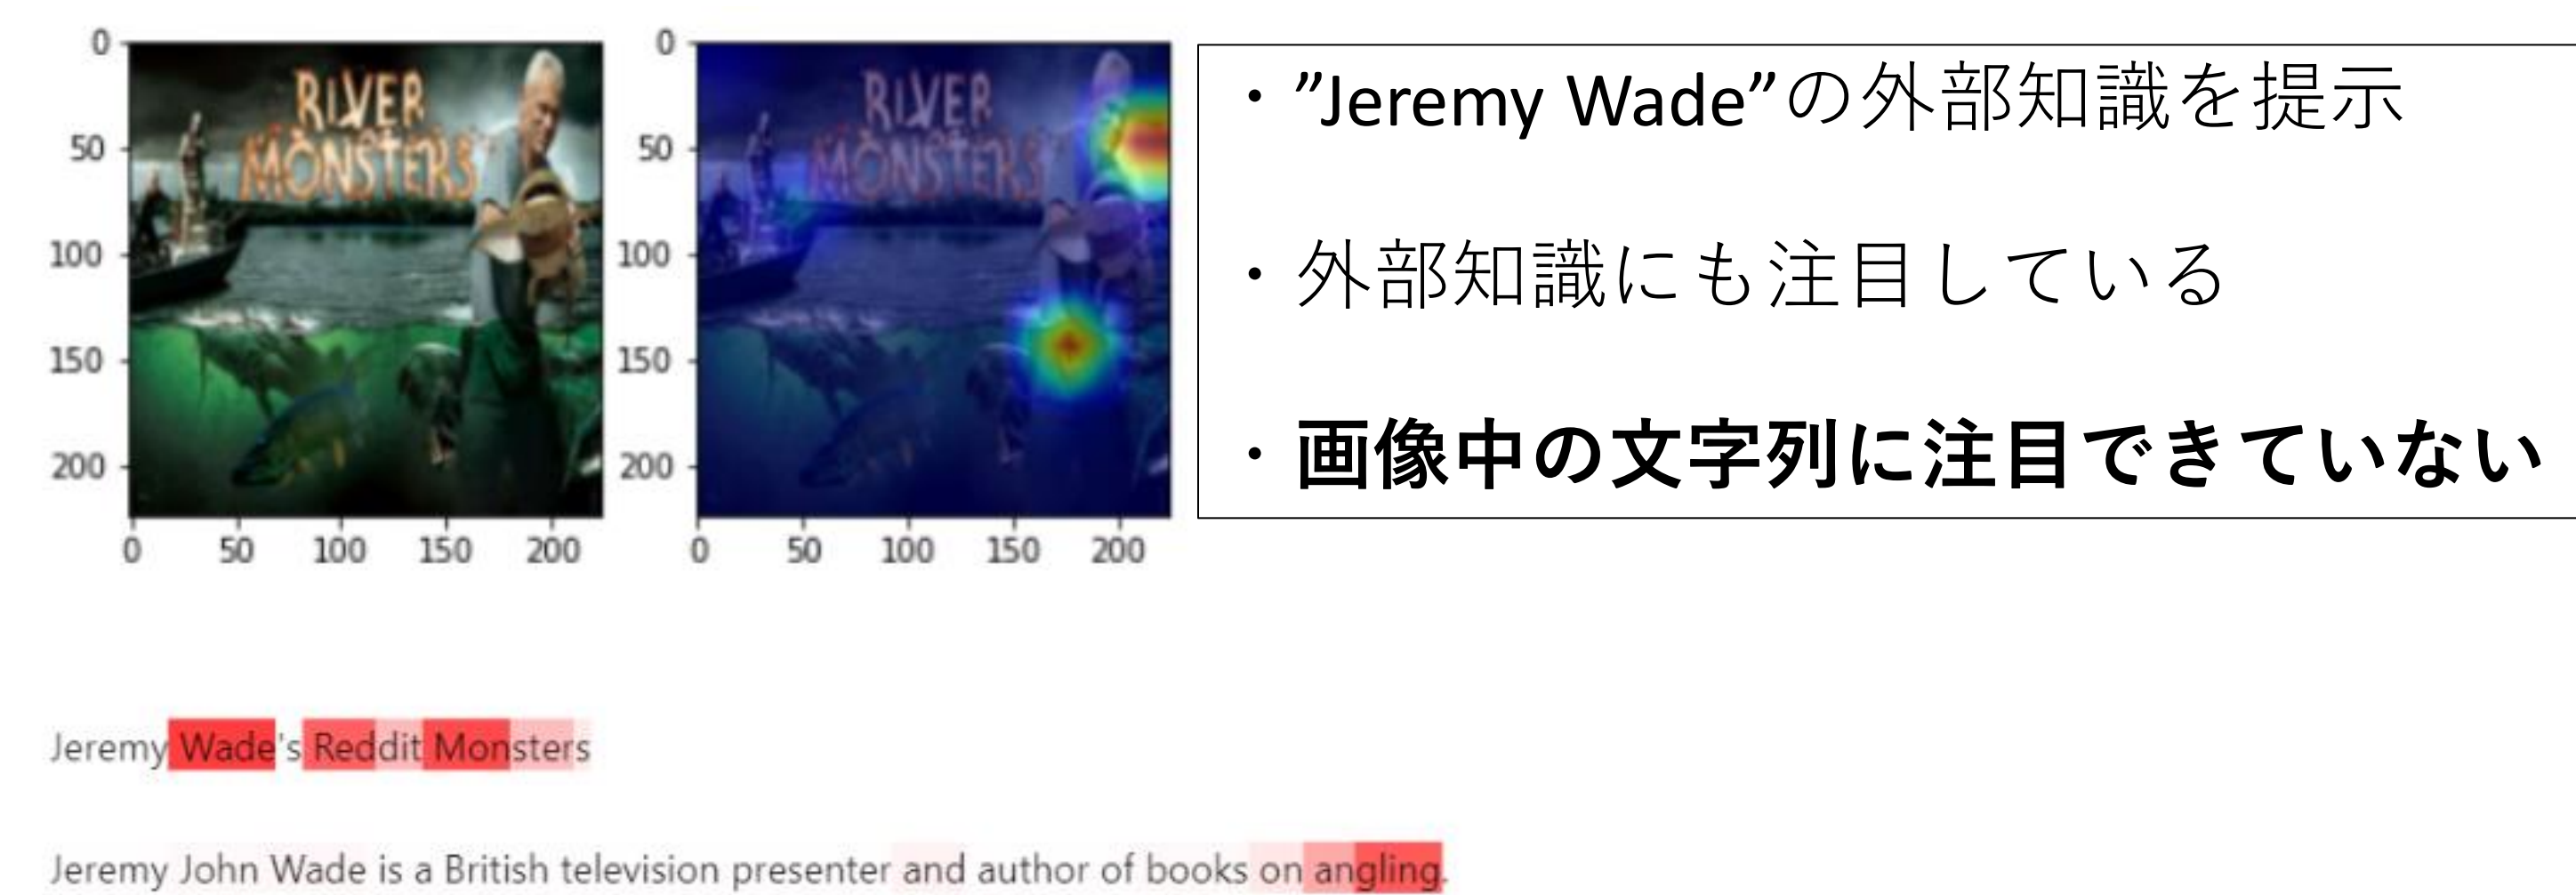 0
50
100
150
200
RIVER
MONSTERS
0 50 100 150 200
0
50
100
150
200
RIVER
MONSTERS
0 50 100 150 200
・”Jeremy Wade”の外部知識を提示
・外部知識にも注目している
・画像中の文字列に注目できていない
Jeremy Wade's Reddit Monsters
Jeremy John Wade is a British television presenter and author of books on angling.